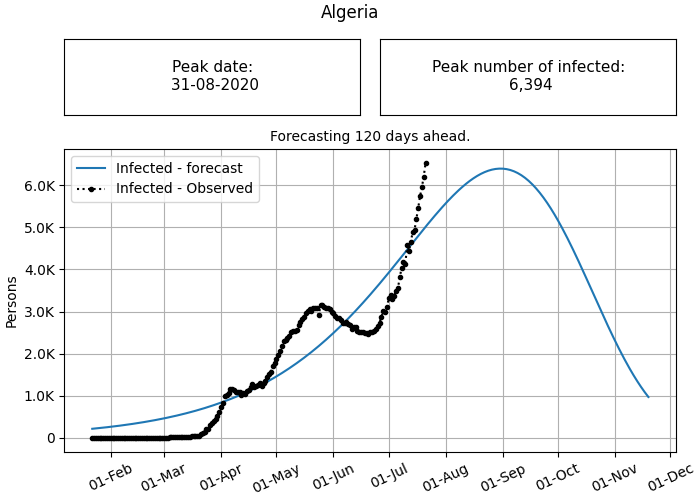 Algeria
Peak date:
31-08-2020
Peak number of infected:
6,394
Forecasting 120 days ahead.
Infected - forecast
Infected - Observed
Persons
6.0K
5.0K
4.0K
3.0K
2.0K
1.0K
0
01-Feb
01-Mar
01-Apr
01-May
01-Jun
01-Jul
01-Aug
01-Sep
01-Oct
01-Nov
01-Dec